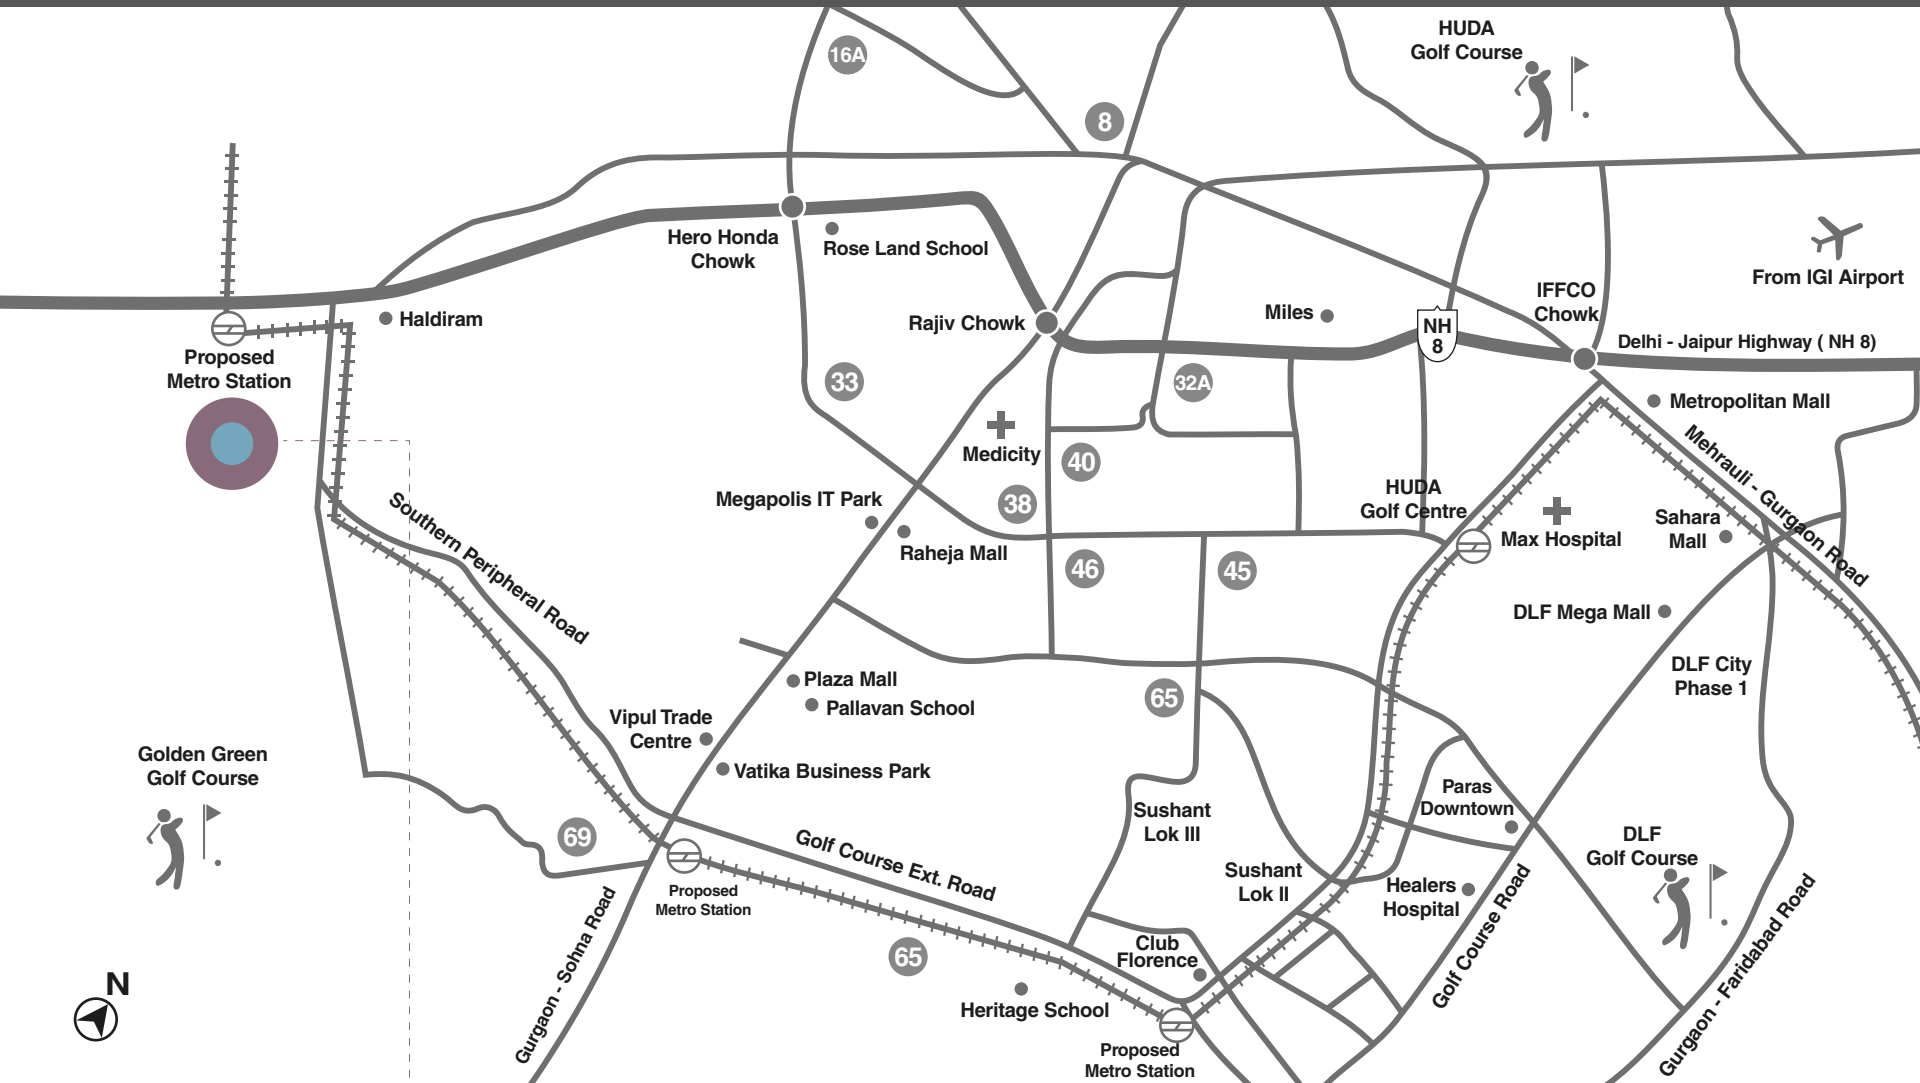 HUDA
Golf Course
16A
8
Hero Honda
Chowk
Rose Land School
From IGI Airport
IFFCO
Chowk
Haldiram
Rajiv Chowk
Miles
NH
8
Delhi - Jaipur Highway ( NH 8)
Proposed
Metro Station
33
32A
Metropolitan Mall
Medicity
40
Mehrauli - Gurgaon Road
Megapolis IT Park
38
HUDA
Golf Centre
Southern Peripheral Road
Raheja Mall
Max Hospital
Sahara
Mall
46
45
DLF Mega Mall
DLF City
Phase 1
Plaza Mall
Pallavan School
65
Vipul Trade
Centre
Vatika Business Park
Golden Green
Golf Course
Paras
Downtown
Sushant
Lok III
69
Golf Course Ext. Road
DLF
Golf Course
Sushant
Lok II
Healers
Hospital
Proposed
Metro Station
Golf Course Road
Gurgaon - Faridabad Road
Gurgaon - Sohna Road
65
Club
Florence
N
Heritage School
Proposed
Metro Station